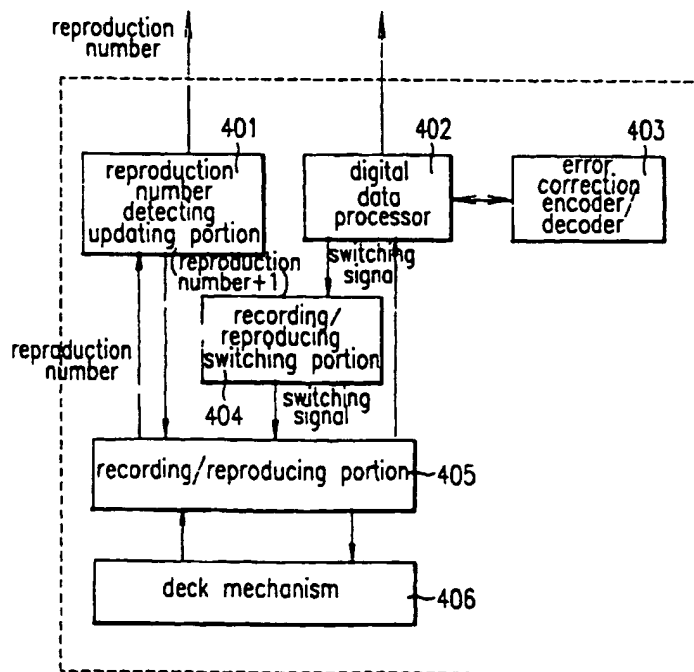 reproduction
number
401
402
403
reproduction
number
detecting
updating portion
digital
data
processor
error
correction
encoder/
decoder
(reproduction
number+1)
switching
signal
recording/
reproducing
switching portion
404
reproduction
number
switching
signal
recording/reproducing portion
405
deck mechanism
406